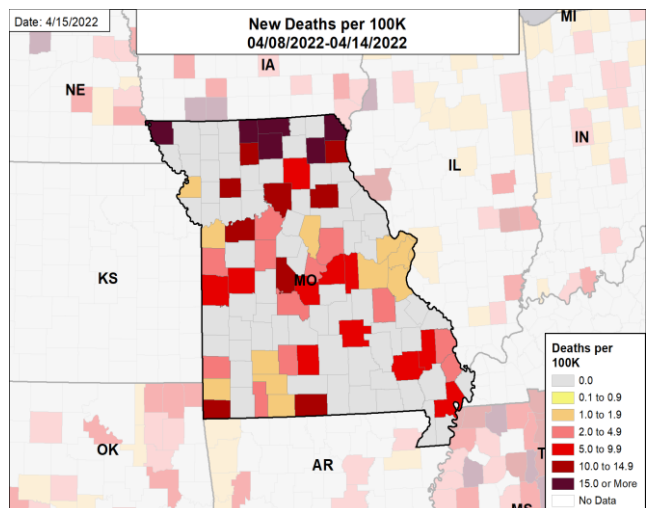 Date: 4/15/2022
New Deaths per 100K
04/08/2022-04/14/2022
MI
IA
NE
IN
IL
KS
MO
OK
AR
MS
Deaths per
100K
0.0
0.1 to 0.9
1.0 to 1.9
2.0 to 4.9
5.0 to 9.9
10.0 to 14.9
15.0 or More
No Data